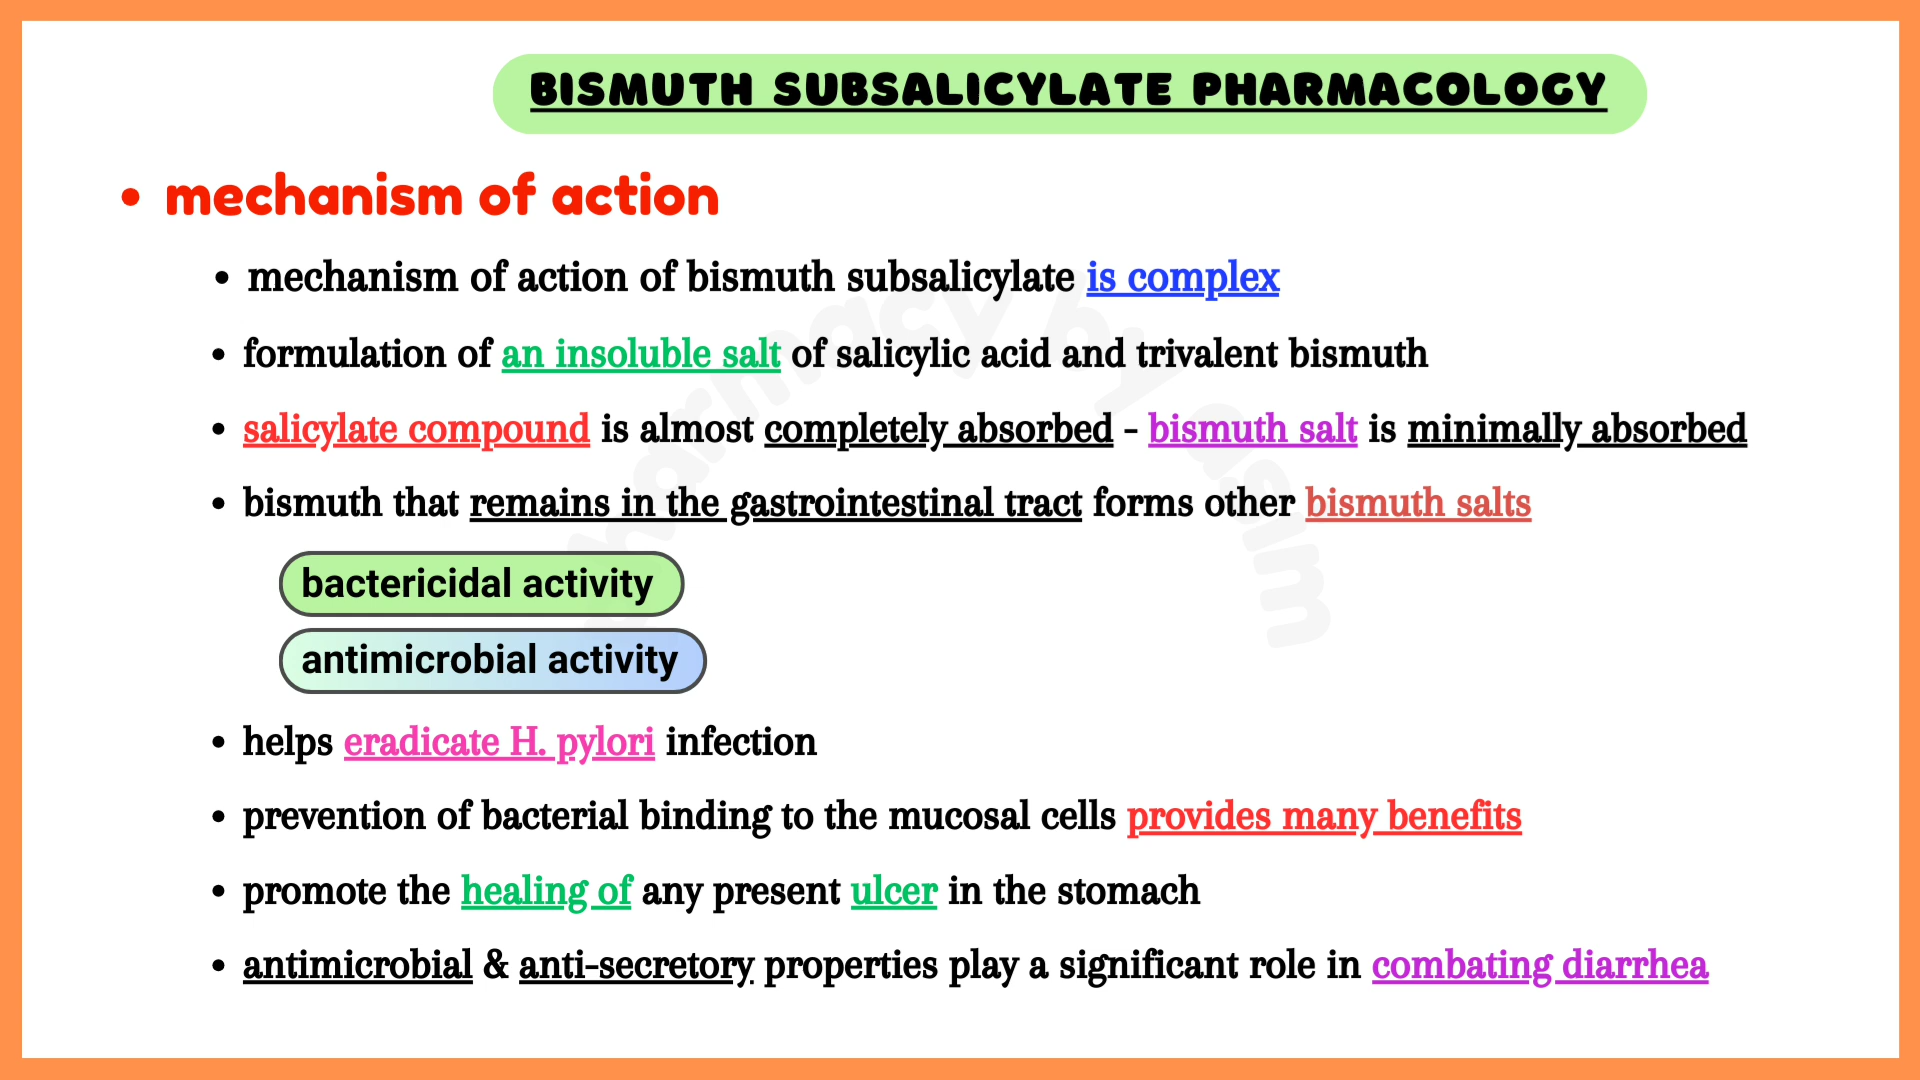 BISMUTH SUBSALICYLATE PHARMACOLOGY
• mechanism of action
• mechanism of action of bismuth subsalicylate is complex
• formulation of an insoluble salt of salicylic acid and trivalent bismuth
• salicylate compound is almost completely absorbed - bismuth salt is minimally absorbed
• bismuth that remains in the gastrointestinal tract forms other bismuth salts
bactericidal activity
antimicrobial activity
• helps eradicate H. pylori infection
• prevention of bacterial binding to the mucosal cells provides many benefits
• promote the healing of any present ulcer in the stomach
• antimicrobial & anti-secretory properties play a significant role in combating diarrhea
pharmacy by asam